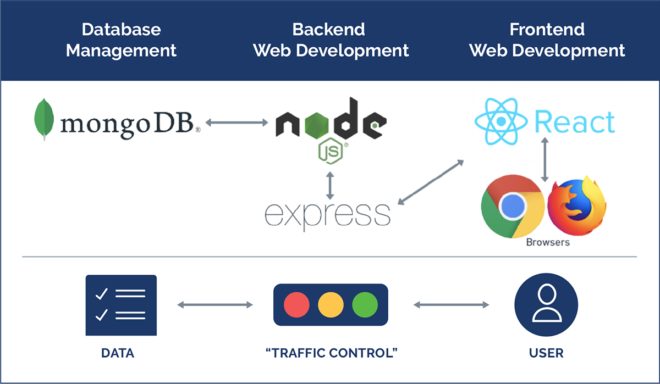 Database
Management
Backend
Web Development
Frontend
Web Development
mongoDB®
node
JS®
express
React
Browsers
DATA
“TRAFFIC CONTROL”
USER